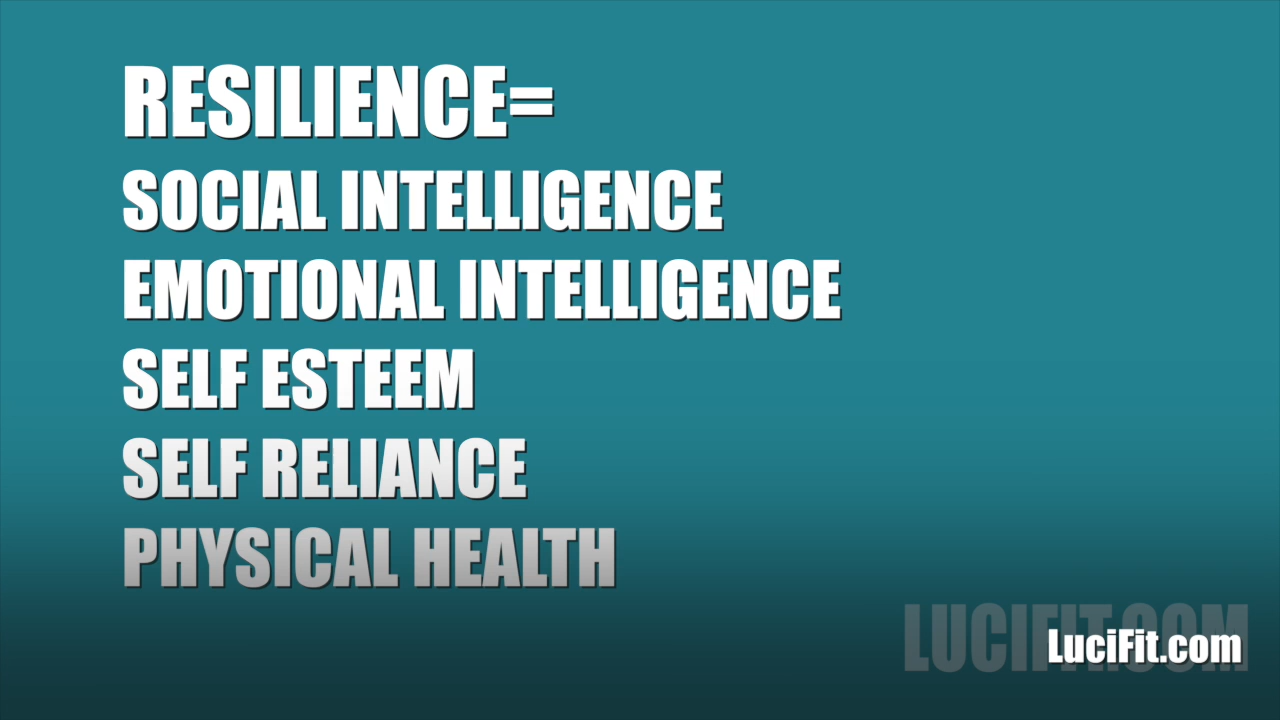 RESILIENCE=
SOCIAL INTELLIGENCE
EMOTIONAL INTELLIGENCE
SELF ESTEEM
SELF RELIANCE
PHYSICAL HEALTH
LUCIFIT.COM
LuciFit.com